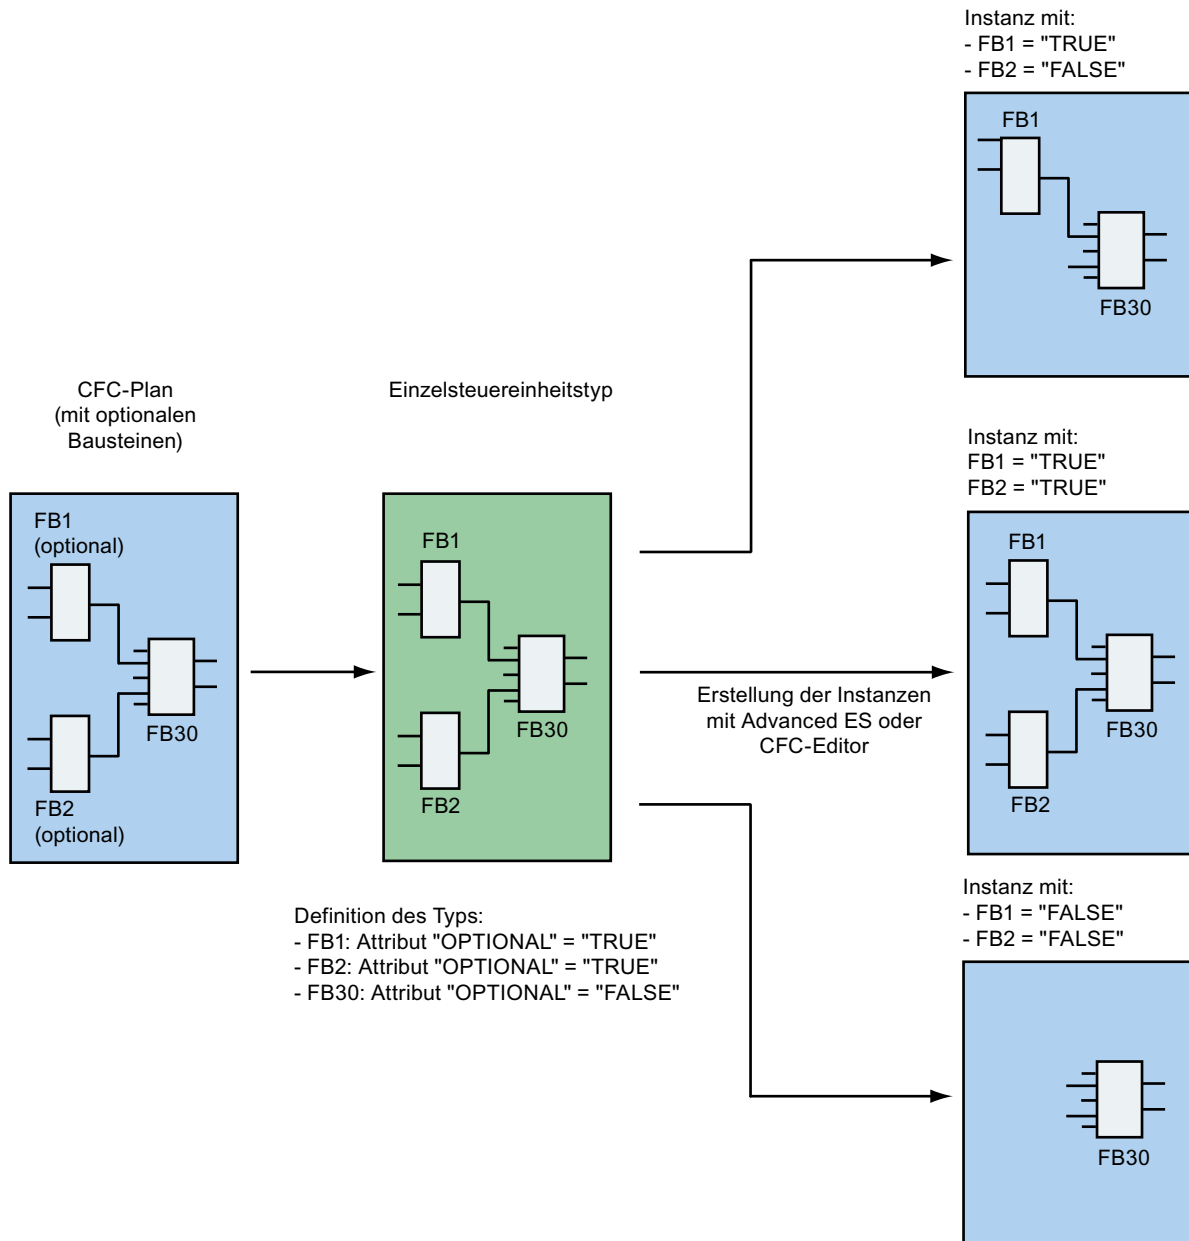 Instanz mit:
- FB1 = "TRUE"
- FB2 = "FALSE"
FB1
FB30
CFC-Plan
(mit optionalen
Bausteinen)
FB1
(optional)
FB30
FB2
(optional)
Einzelsteuereinheitstyp
FB1
FB30
FB2
Definition des Typs:
- FB1: Attribut "OPTIONAL" = "TRUE"
- FB2: Attribut "OPTIONAL" = "TRUE"
- FB30: Attribut "OPTIONAL" = "FALSE"
Erstellung der Instanzen
mit Advanced ES oder
CFC-Editor
Instanz mit:
FB1 = "TRUE"
FB2 = "TRUE"
FB1
FB30
FB2
Instanz mit:
- FB1 = "FALSE"
- FB2 = "FALSE"
FB30